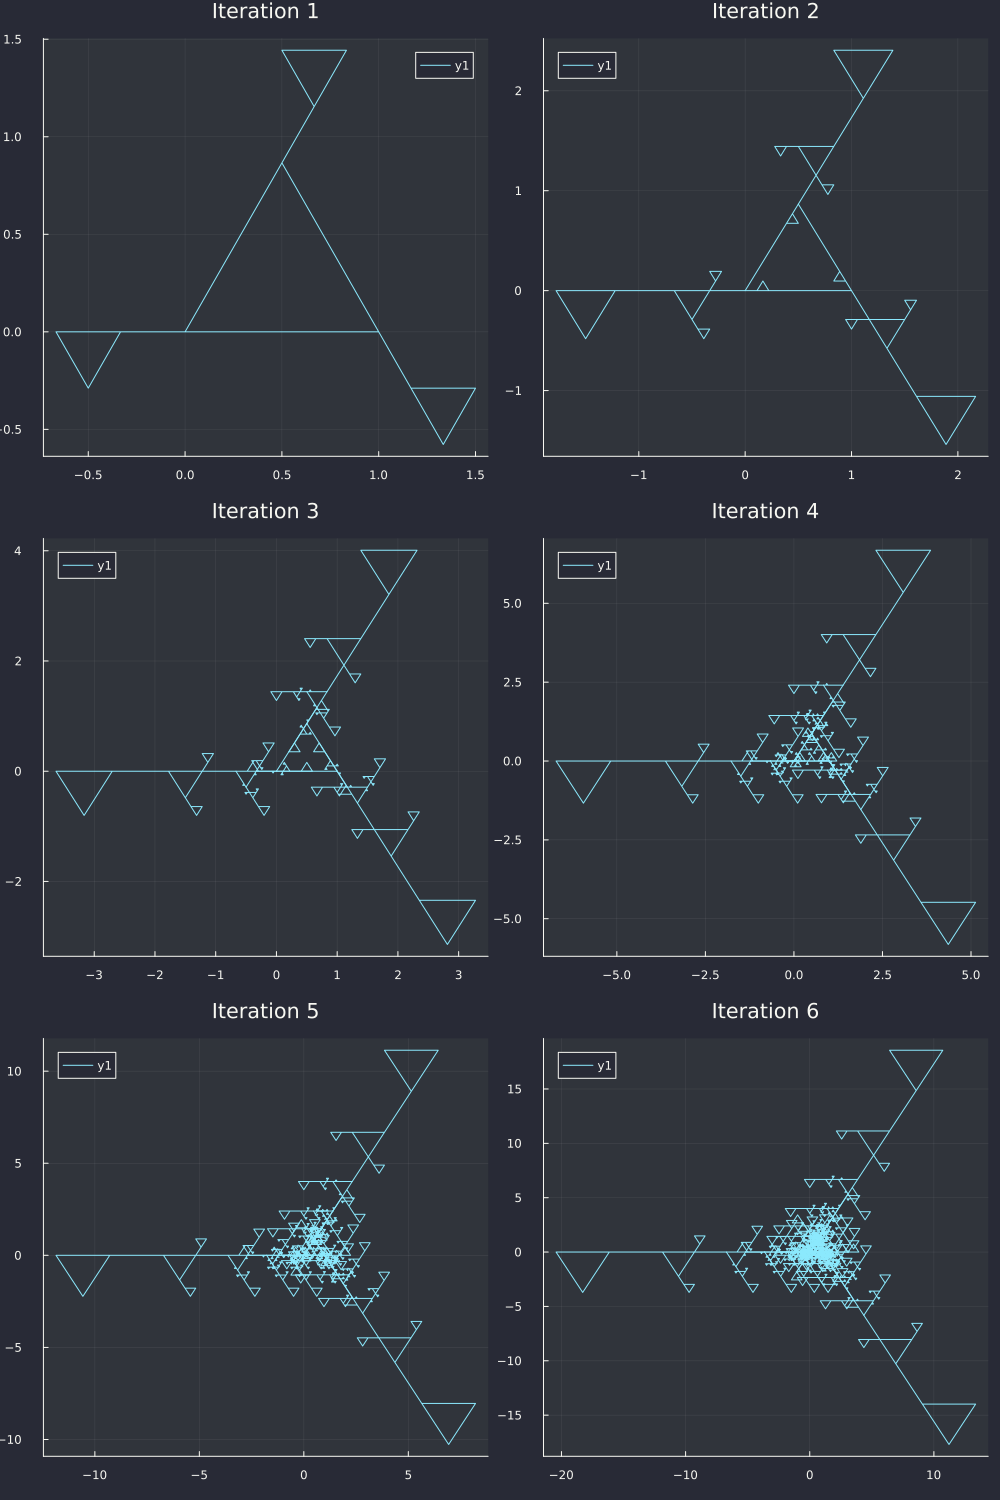 Iteration 1
Iteration 2
1.5
y1
y1
2
1.0
1
0.5
0
0.0
−1
−0.5
−0.5 0.0 0.5 1.0 1.5
−1 0 1 2
Iteration 3
Iteration 4
4
y1
y1
5.0
2
2.5
0
0.0
−2.5
−2
−5.0
−3 −2 −1 0 1 2 3
−5.0 −2.5 0.0 2.5 5.0
Iteration 5
Iteration 6
y1
y1
10
15
10
5
5
0
0
−5
−5
−10
−10
−15
−10 −5 0 5
−20 −10 0 10